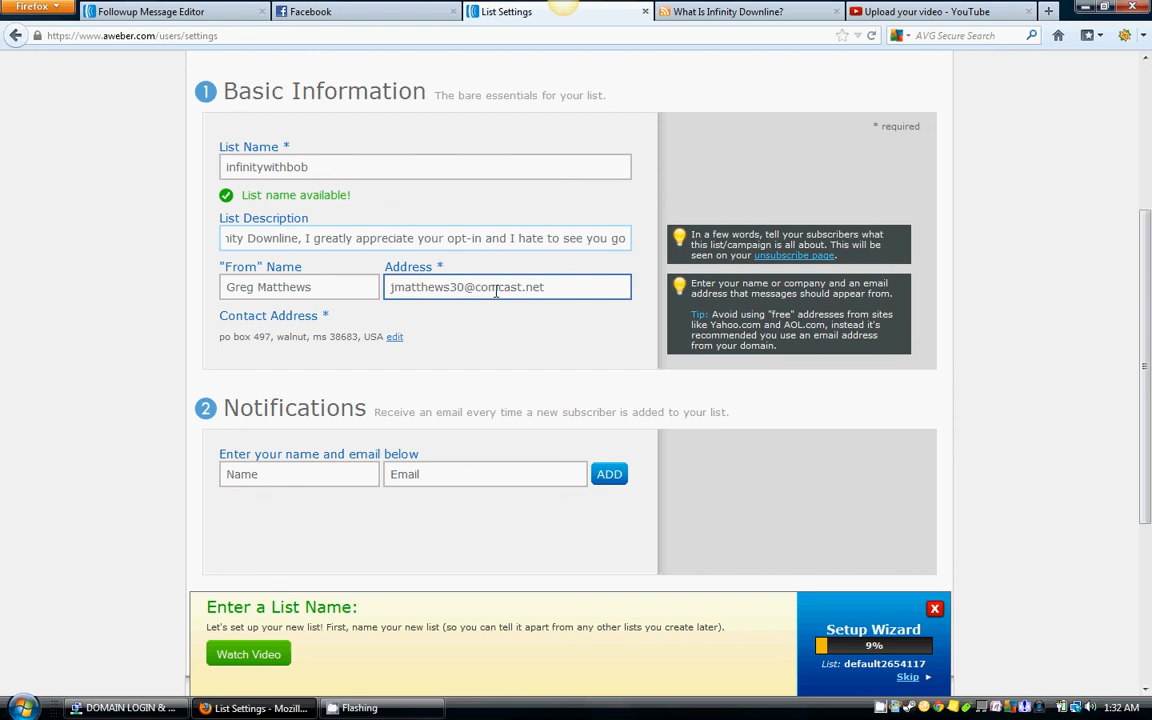 Firefox
Followup Message Editor ×
Facebook ×
List Settings ×
What Is Infinity Downline? ×
Upload your video - YouTube ×
+
https://www.aweber.com/users/settings
AVG Secure Search
1 Basic Information The bare essentials for your list.
* required
List Name *
infinitywithbob
List name available!
List Description
nity Downline, I greatly appreciate your opt-in and I hate to see you go
In a few words, tell your subscribers what
this list/campaign is all about. This will be
seen on your unsubscribe page.
"From" Name Address *
Greg Matthews jmatthews30@comcast.net
Enter your name or company and an email
address that messages should appear from.
Tip: Avoid using "free" addresses from sites
like Yahoo.com and AOL.com, instead it's
recommended you use an email address
from your domain.
Contact Address *
po box 497, walnut, ms 38683, USA edit
2 Notifications Receive an email every time a new subscriber is added to your list.
Enter your name and email below
Name Email ADD
Enter a List Name:
Let's set up your new list! First, name your new list (so you can tell it apart from any other lists you create later).
Watch Video
X
Setup Wizard
9%
List: default2654117
Skip
DOMAIN LOGIN & ...
List Settings - Mozill...
Flashing
1:32 AM